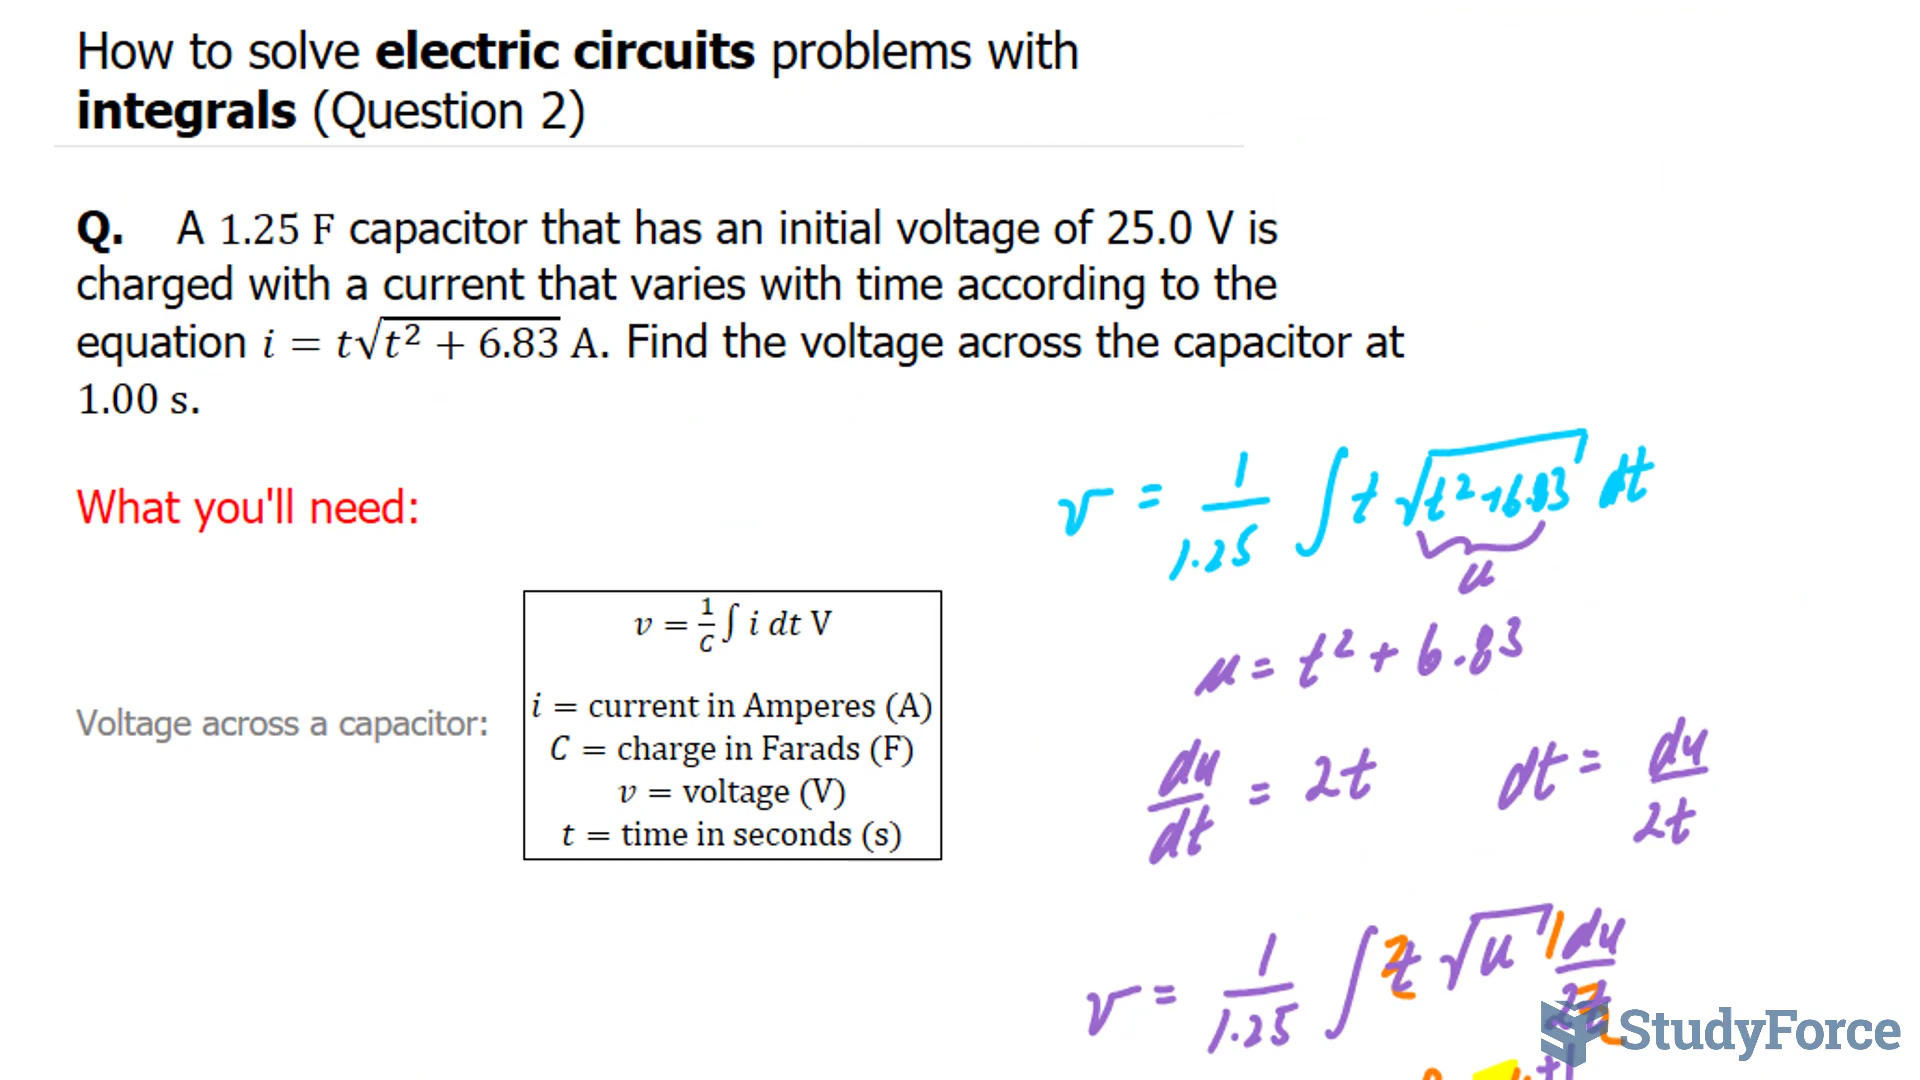 How to solve electric circuits problems with
integrals (Question 2)
Q. A 1.25 F capacitor that has an initial voltage of 25.0 V is
charged with a current that varies with time according to the
equation i = t√(t² + 6.83) A. Find the voltage across the capacitor at
1.00 s.
What you'll need:
v = 1/C ∫ i dt V
Voltage across a capacitor:
i = current in Amperes (A)
C = charge in Farads (F)
v = voltage (V)
t = time in seconds (s)
v = 1/1.25 ∫ t √(t² + 6.83) dt
u
u = t² + 6.83
du/dt = 2t dt = du/2t
v = 1/1.25 ∫ t √u du/2t
StudyForce